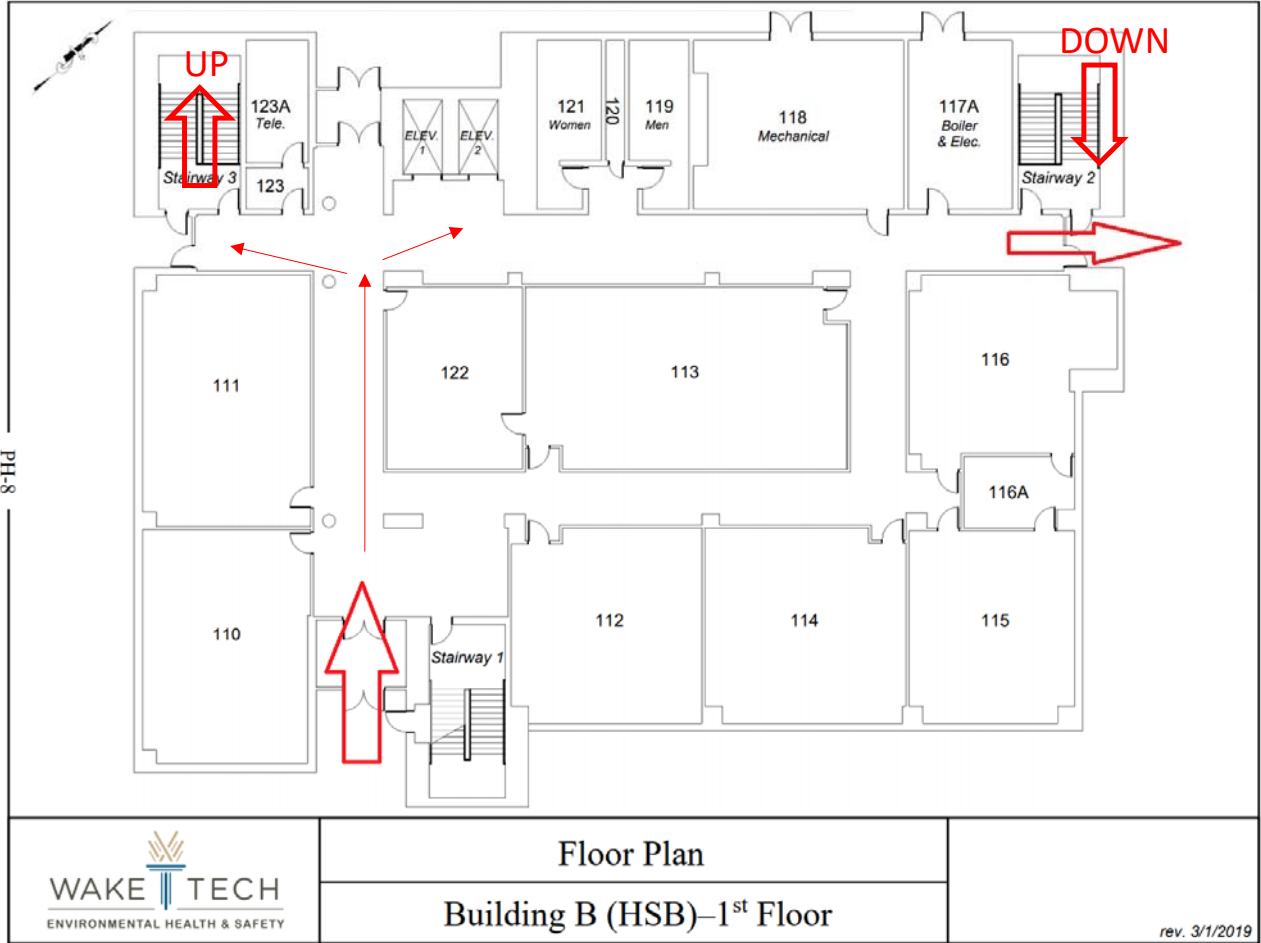 UP
DOWN
123A
Tele.
ELEV.
1
ELEV.
2
121
Women
120
119
Men
118
Mechanical
117A
Boiler
& Elec.
Stairway 3
123
Stairway 2
111
122
113
116
116A
PH-8
110
Stairway 1
112
114
115
WAKE TECH
ENVIRONMENTAL HEALTH & SAFETY
Floor Plan
Building B (HSB)–1st Floor
rev. 3/1/2019